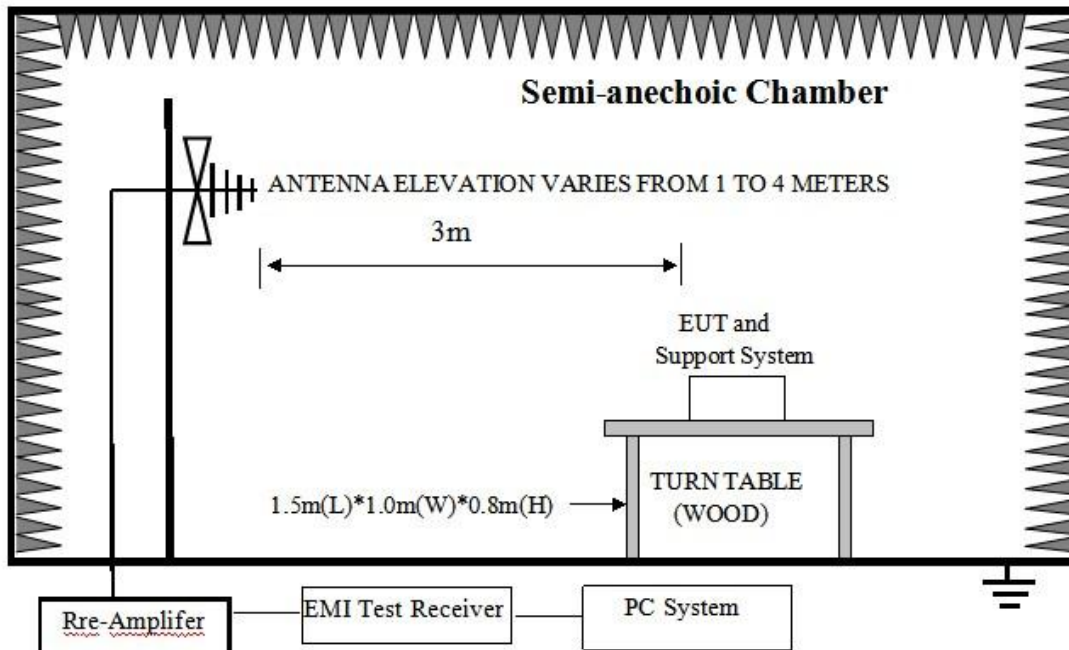 Semi-anechoic Chamber
ANTENNA ELEVATION VARIES FROM 1 TO 4 METERS
3m
EUT and
Support System
1.5m(L)*1.0m(W)*0.8m(H)
TURN TABLE
(WOOD)
Rre-Amplifer
EMI Test Receiver
PC System